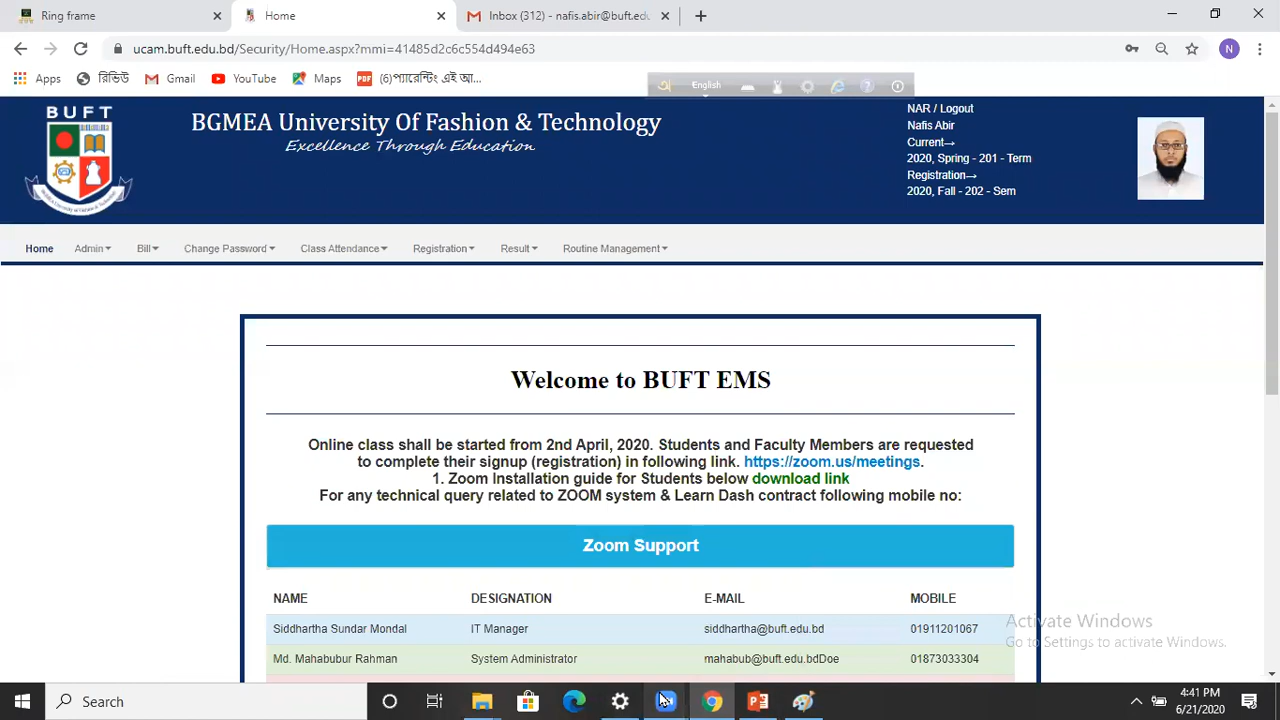 Ring frame
Home
Inbox (312) - nafis.abir@buft.edu
ucam.buft.edu.bd/Security/Home.aspx?mmi=41485d2c6c554d494e63
N
Apps
রিভিউ
Gmail
YouTube
Maps
PDF
(6)প্যারেন্টিং এই আ...
অ
English
BUFT
BGMEA University Of Fashion & Technology
Excellence Through Education
NAR / Logout
Nafis Abir
Current→
2020, Spring - 201 - Term
Registration→
2020, Fall - 202 - Sem
Home
Admin
Bill
Change Password
Class Attendance
Registration
Result
Routine Management
Welcome to BUFT EMS
Online class shall be started from 2nd April, 2020. Students and Faculty Members are requested
to complete their signup (registration) in following link. https://zoom.us/meetings.
1. Zoom Installation guide for Students below download link
For any technical query related to ZOOM system & Learn Dash contract following mobile no:
Zoom Support
NAME DESIGNATION E-MAIL MOBILE
Siddhartha Sundar Mondal IT Manager siddhartha@buft.edu.bd 01911201067
Md. Mahabubur Rahman System Administrator mahabub@buft.edu.bdDoe 01873033304
Activate Windows
Go to Settings to activate Windows.
Search
4:41 PM
6/21/2020